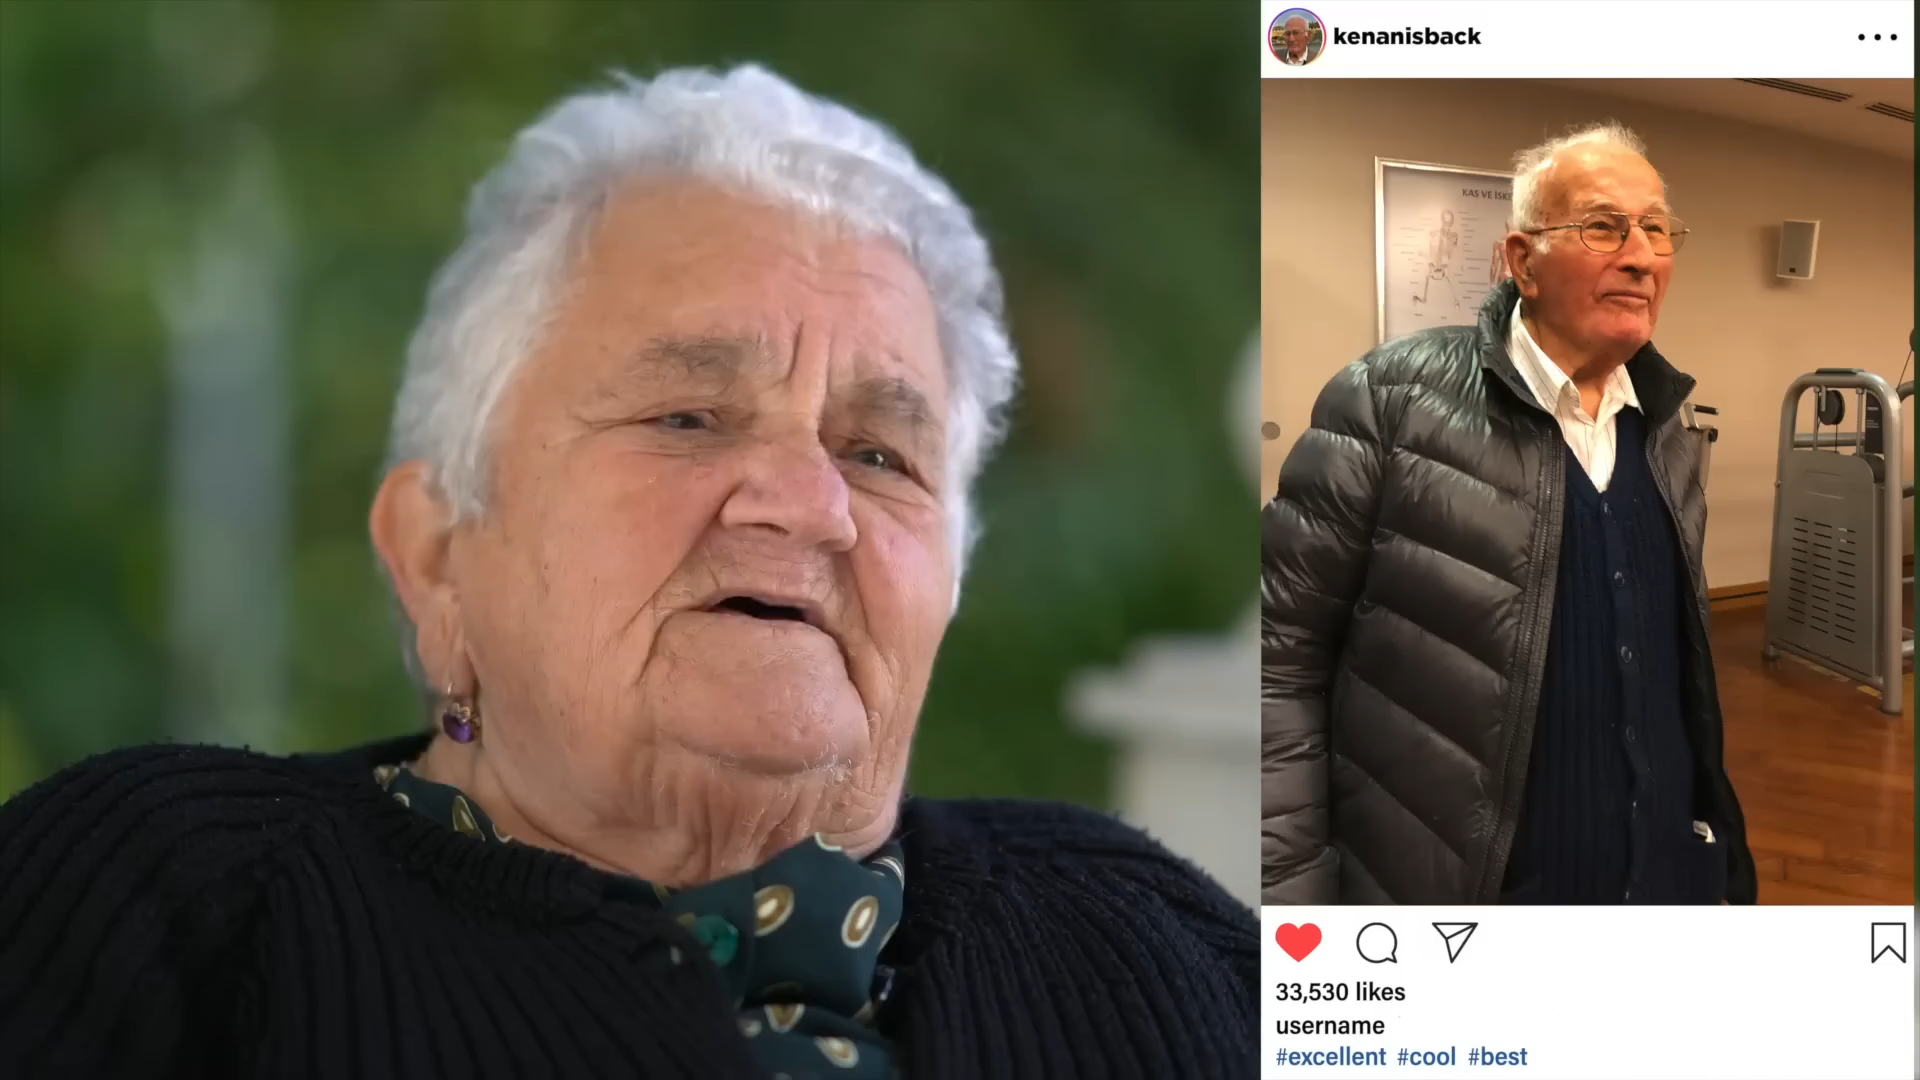 kenanisback
KAS VE İSKE
33,530 likes
username
#excellent #cool #best